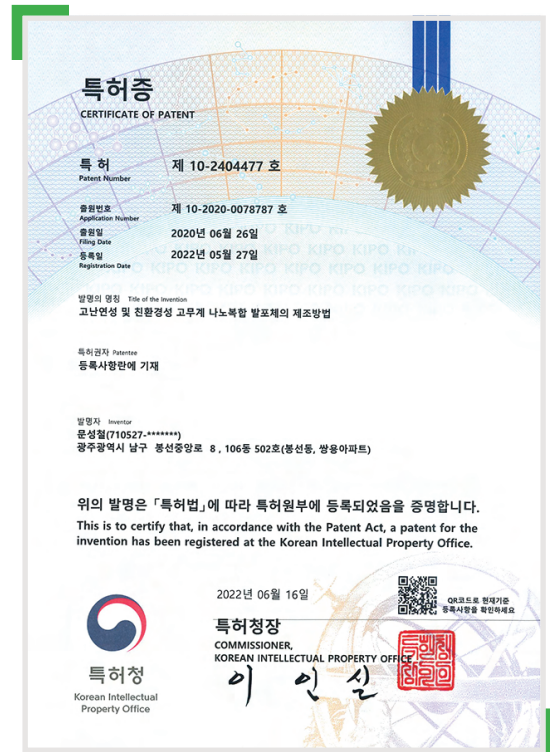 특허증
CERTIFICATE OF PATENT
특 허 제 10-2404477 호
Patent Number
출원번호 제 10-2020-0078787 호
Application Number
출원일 2020년 06월 26일
Filing Date
등록일 2022년 05월 27일
Registration Date
발명의 명칭 Title of the Invention
고난연성 및 친환경성 고무계 나노복합 발포체의 제조방법
특허권자 Patentee
등록사항란에 기재
발명자 Inventor
문성철(710527-*******)
광주광역시 남구 봉선중앙로 8 , 106동 502호(봉선동, 쌍용아파트)
위의 발명은 「특허법」에 따라 특허원부에 등록되었음을 증명합니다.
This is to certify that, in accordance with the Patent Act, a patent for the
invention has been registered at the Korean Intellectual Property Office.
2022년 06월 16일
QR코드로 현재기준
등록사항을 확인하세요
특허청장
COMMISSIONER,
KOREAN INTELLECTUAL PROPERTY OFFICE
이 인 실
특허청
Korean Intellectual
Property Office